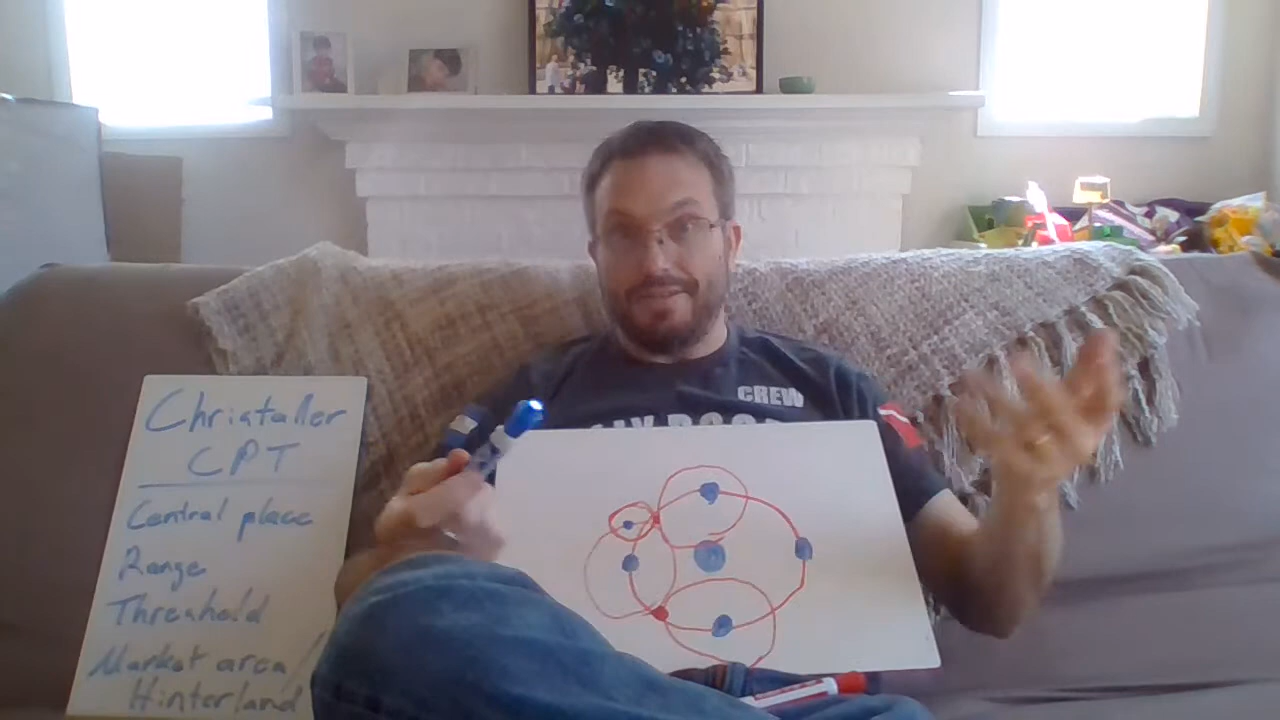 Christaller
CPT
Central place
Range
Threshold
Market area/
Hinterland
CREW